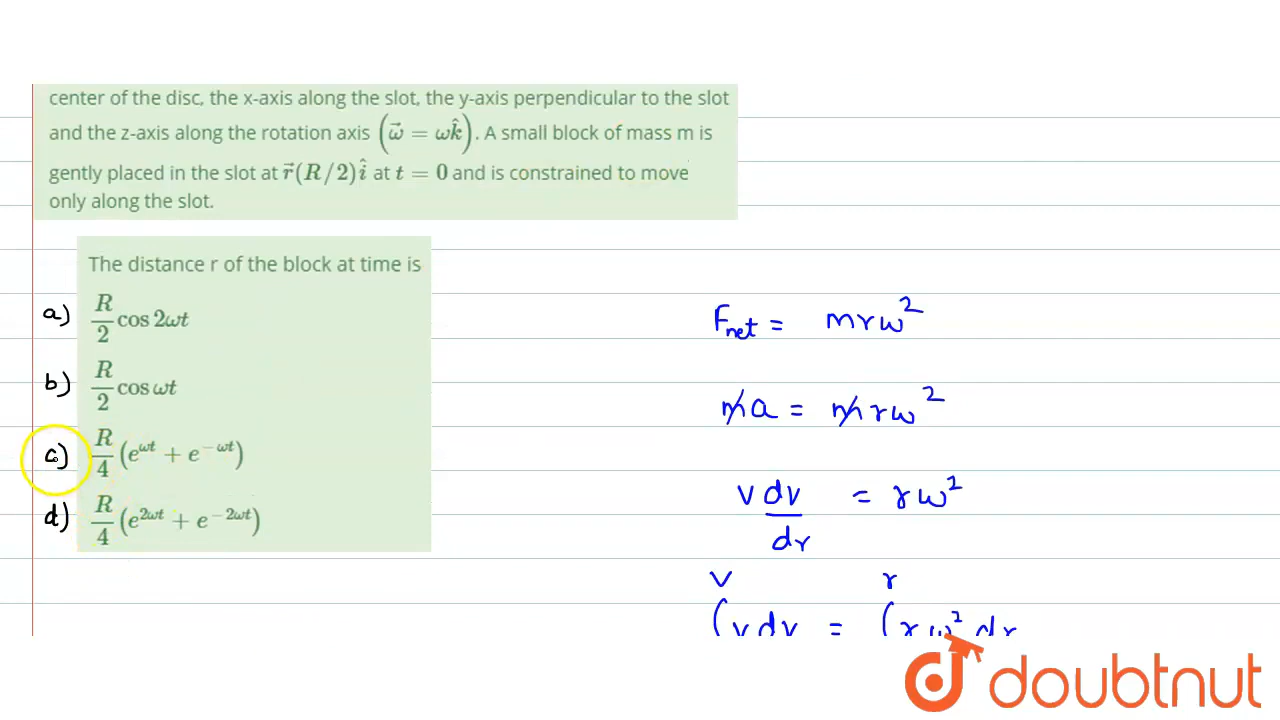 center of the disc, the x-axis along the slot, the y-axis perpendicular to the slot
and the z-axis along the rotation axis (ω⃗ = ωk̂). A small block of mass m is
gently placed in the slot at r⃗(R/2)î at t = 0 and is constrained to move
only along the slot.
The distance r of the block at time is
a) R/2 cos 2ωt
b) R/2 cos ωt
c) R/4 (e^{ωt} + e^{−ωt})
d) R/4 (e^{2ωt} + e^{−2ωt})
F_net = mrω²
ma = mrω²
v dv/dr = rω²
v r
∫ v dv = ∫ rω² dr
doubtnut